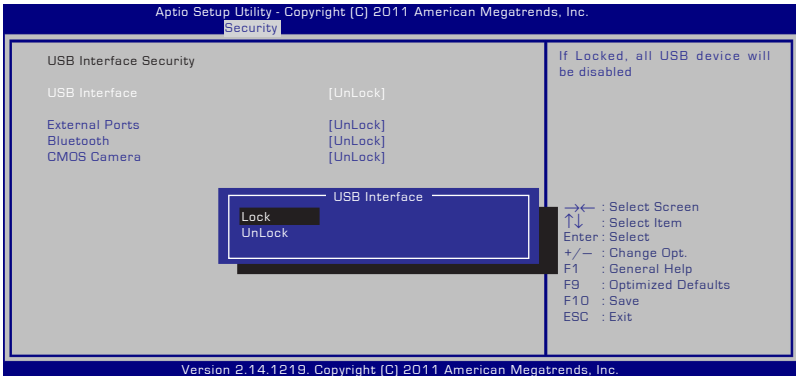 Aptio Setup Utility - Copyright (C) 2011 American Megatrends, Inc.
Security
USB Interface Security
USB Interface [UnLock]
External Ports [UnLock]
Bluetooth [UnLock]
CMOS Camera [UnLock]
USB Interface
Lock
UnLock
If Locked, all USB device will
be disabled
→← : Select Screen
↑↓ : Select Item
Enter : Select
+/− : Change Opt.
F1 : General Help
F9 : Optimized Defaults
F10 : Save
ESC : Exit
Version 2.14.1219. Copyright (C) 2011 American Megatrends, Inc.